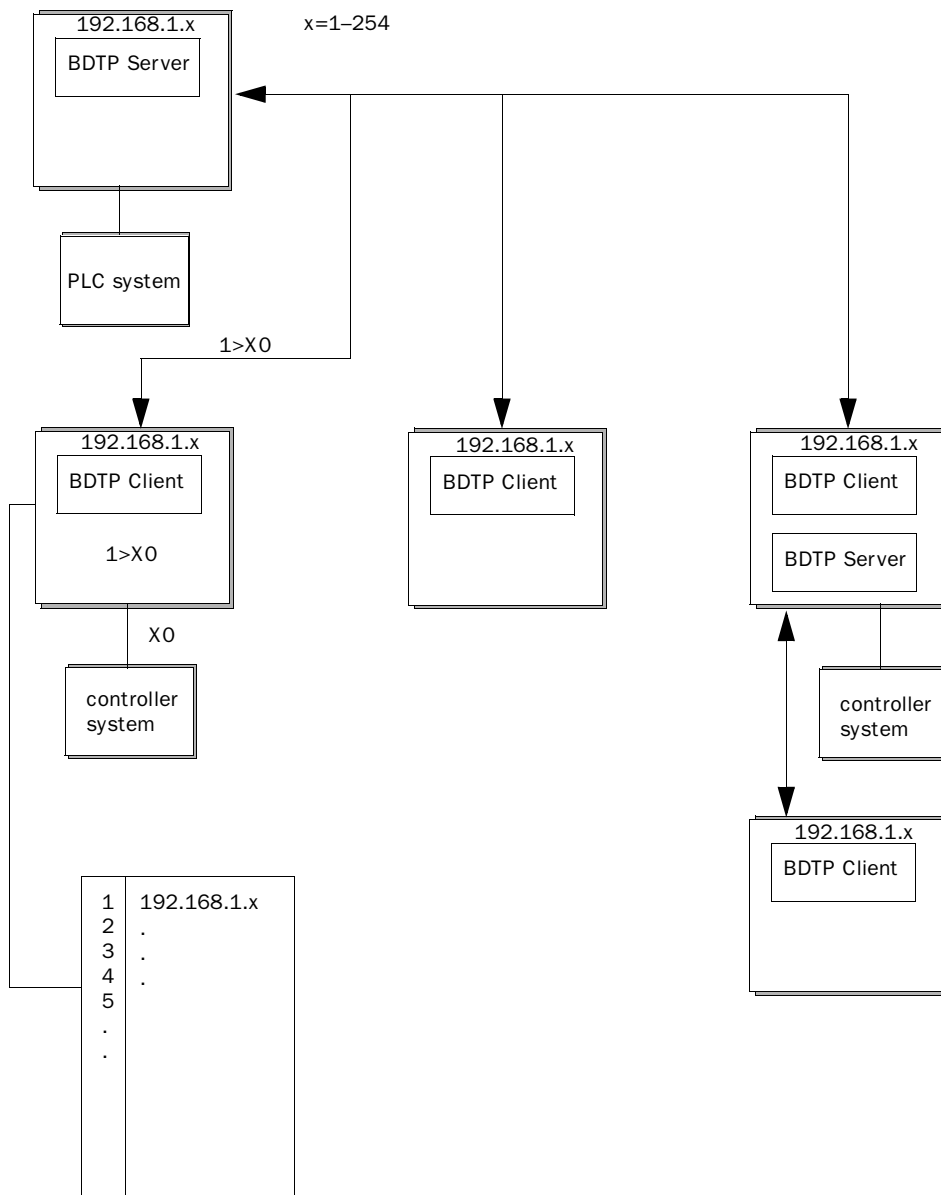 192.168.1.x
x=1–254
BDTP Server
PLC system
1>X0
192.168.1.x
BDTP Client
1>X0
X0
controller
system
192.168.1.x
BDTP Client
192.168.1.x
BDTP Client
BDTP Server
controller
system
192.168.1.x
BDTP Client
1 192.168.1.x
2 .
3 .
4 .
5
.
.